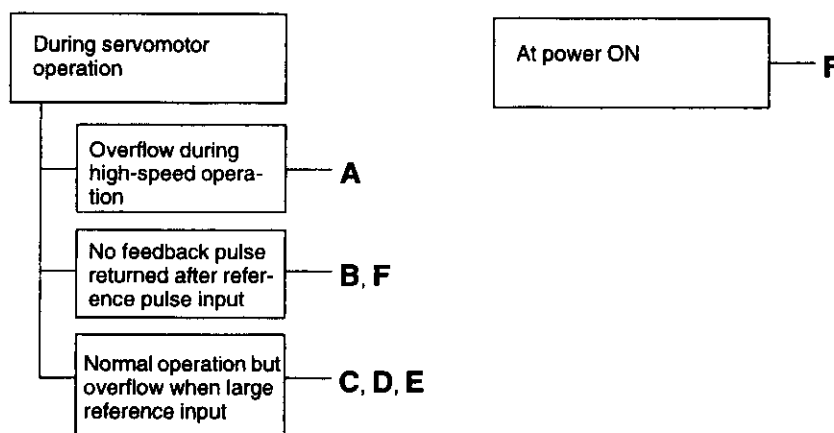 During servomotor
operation
At power ON
F
Overflow during
high-speed opera-
tion
A
No feedback pulse
returned after refer-
ence pulse input
B, F
Normal operation but
overflow when large
reference input
C, D, E